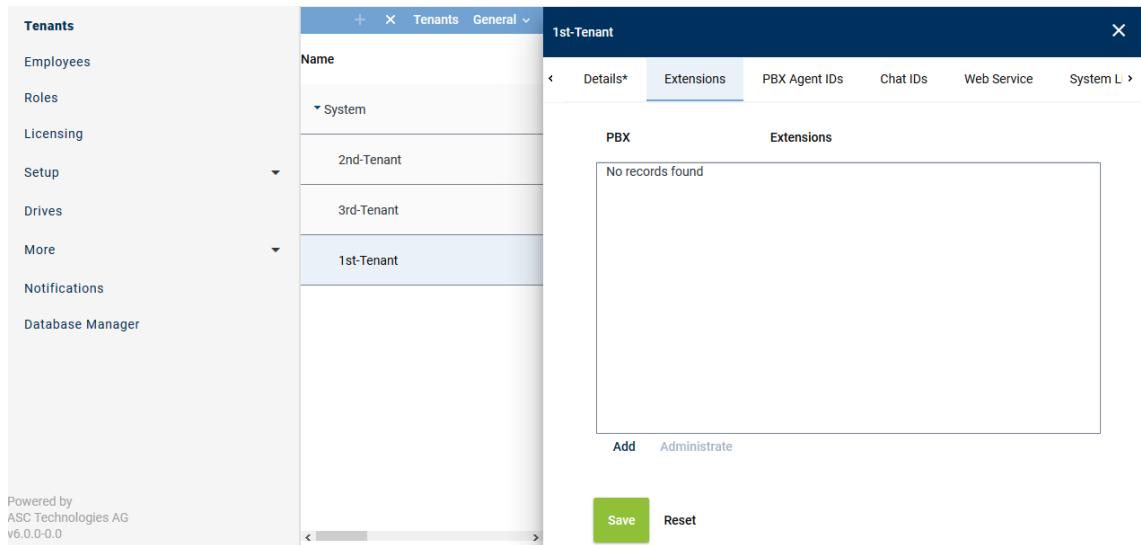 Tenants
Employees
Roles
Licensing
Setup
Drives
More
Notifications
Database Manager
Powered by
ASC Technologies AG
v6.0.0-0.0
+ × Tenants General
Name
System
2nd-Tenant
3rd-Tenant
1st-Tenant
1st-Tenant
Details* Extensions PBX Agent IDs Chat IDs Web Service System L
PBX Extensions
No records found
Add Administrate
Save Reset